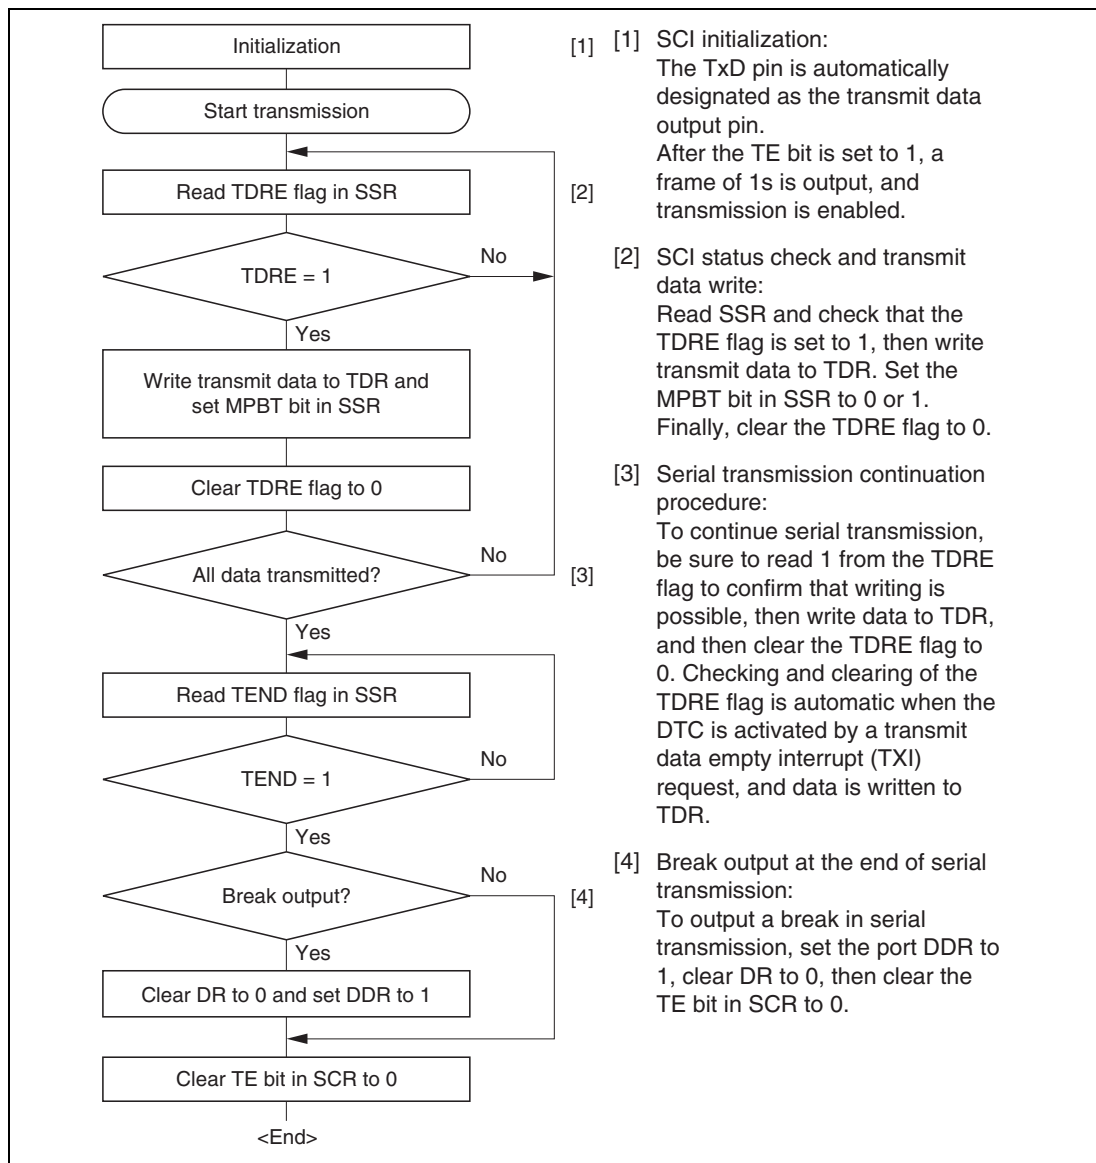 Initialization
[1]
Start transmission
Read TDRE flag in SSR
[2]
TDRE = 1
No
Yes
Write transmit data to TDR and
set MPBT bit in SSR
Clear TDRE flag to 0
All data transmitted?
No
[3]
Yes
Read TEND flag in SSR
TEND = 1
No
Yes
Break output?
No
[4]
Yes
Clear DR to 0 and set DDR to 1
Clear TE bit in SCR to 0
<End>
[1] SCI initialization:
The TxD pin is automatically
designated as the transmit data
output pin.
After the TE bit is set to 1, a
frame of 1s is output, and
transmission is enabled.
[2] SCI status check and transmit
data write:
Read SSR and check that the
TDRE flag is set to 1, then write
transmit data to TDR. Set the
MPBT bit in SSR to 0 or 1.
Finally, clear the TDRE flag to 0.
[3] Serial transmission continuation
procedure:
To continue serial transmission,
be sure to read 1 from the TDRE
flag to confirm that writing is
possible, then write data to TDR,
and then clear the TDRE flag to
0. Checking and clearing of the
TDRE flag is automatic when the
DTC is activated by a transmit
data empty interrupt (TXI)
request, and data is written to
TDR.
[4] Break output at the end of serial
transmission:
To output a break in serial
transmission, set the port DDR to
1, clear DR to 0, then clear the
TE bit in SCR to 0.